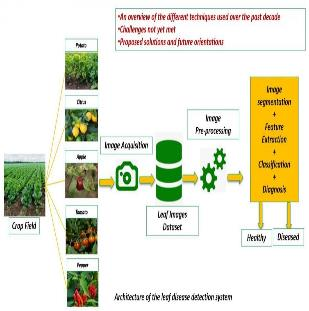 •An overview of the different techniques used over the past decade
•Challenges not yet met
•Proposed solutions and future orientations
Potato
Citrus
Apple
Tomato
Pepper
Crop Field
Image Acquisition
Leaf Images
Dataset
Image
Pre-processing
Image
segmentation
+
Feature
Extraction
+
Classification
+
Diagnosis
Healthy
Diseased
Architecture of the leaf disease detection system